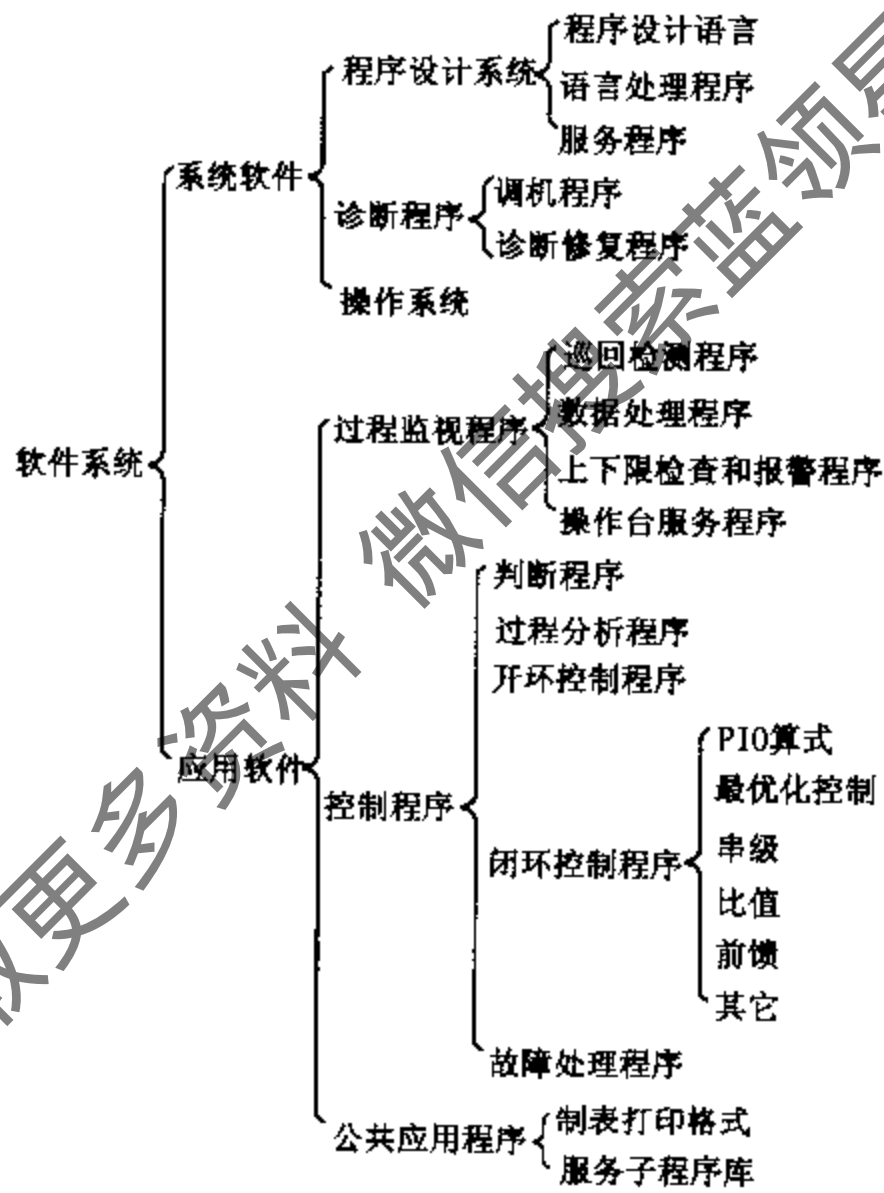 程序设计语言
程序设计系统
语言处理程序
服务程序
系统软件
调机程序
诊断程序
诊断修复程序
操作系统
巡回检测程序
过程监视程序
数据处理程序
软件系统
上下限检查和报警程序
操作台服务程序
判断程序
过程分析程序
开环控制程序
PIO算式
应用软件
最优化控制
控制程序
串级
闭环控制程序
比值
前馈
其它
故障处理程序
制表打印格式
公共应用程序
服务子程序库
更多资料 微信搜索蓝领